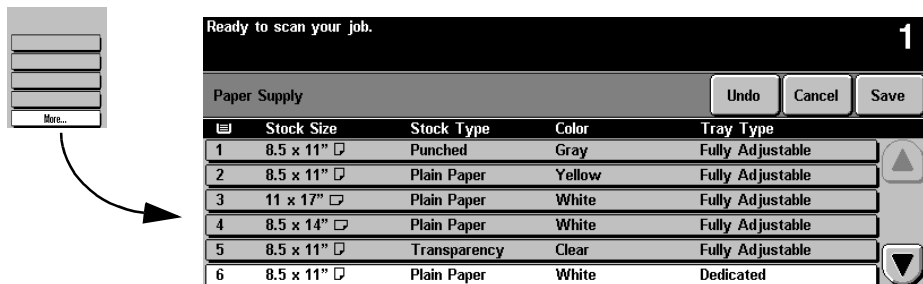 Ready to scan your job.
1
Paper Supply
Undo
Cancel
Save
More...
Stock Size Stock Type Color Tray Type
1 8.5 x 11” Punched Gray Fully Adjustable
2 8.5 x 11” Plain Paper Yellow Fully Adjustable
3 11 x 17” Plain Paper White Fully Adjustable
4 8.5 x 14” Plain Paper White Fully Adjustable
5 8.5 x 11” Transparency Clear Fully Adjustable
6 8.5 x 11” Plain Paper White Dedicated